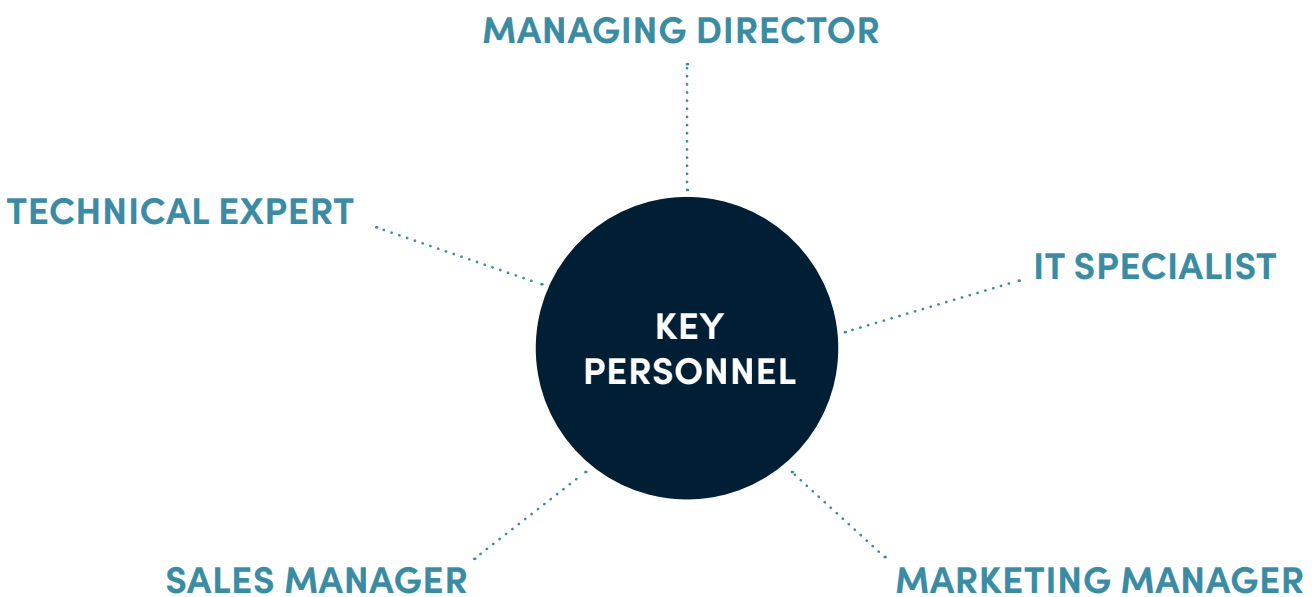 MANAGING DIRECTOR
TECHNICAL EXPERT
IT SPECIALIST
KEY
PERSONNEL
SALES MANAGER
MARKETING MANAGER